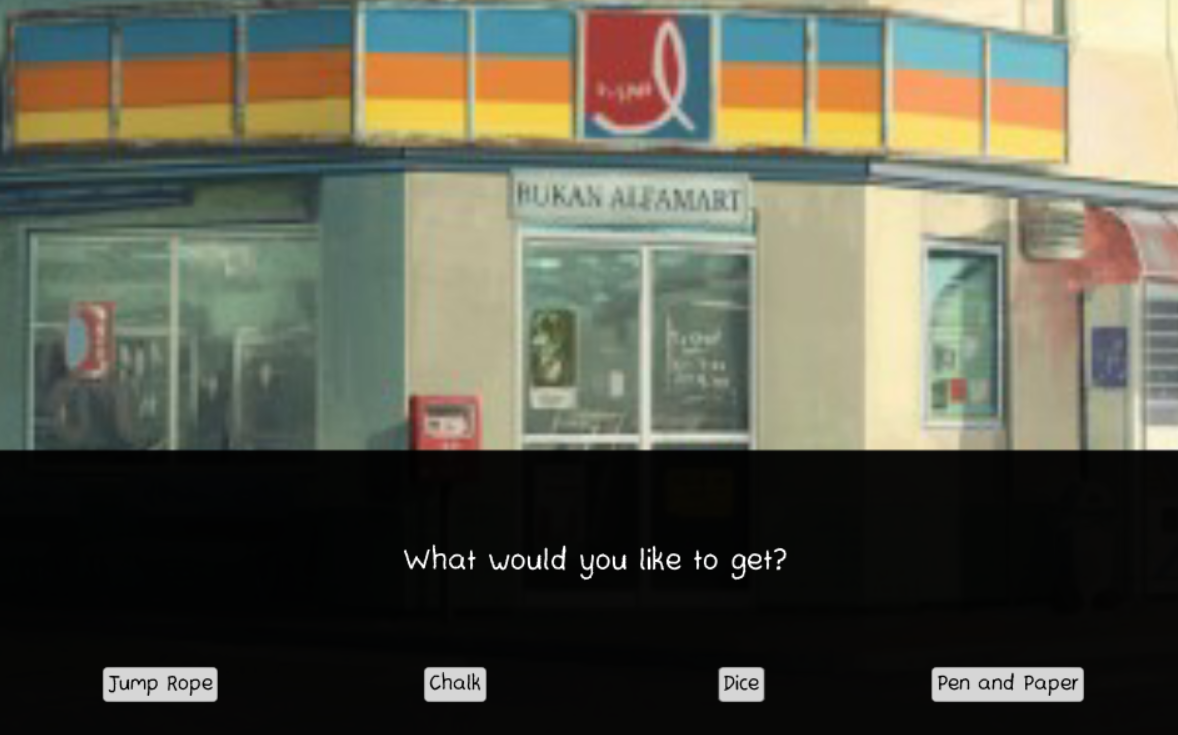 BUKAN ALFAMART
What would you like to get?
Jump Rope
Chalk
Dice
Pen and Paper